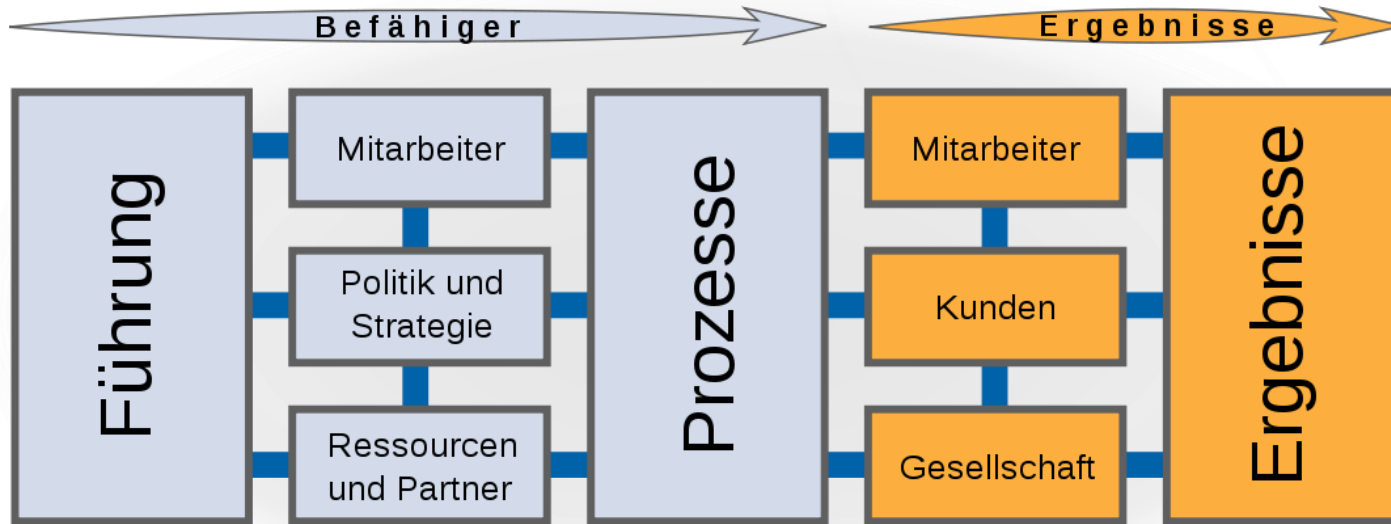 Befähiger
Ergebnisse
Führung
Mitarbeiter
Politik und
Strategie
Ressourcen
und Partner
Prozesse
Mitarbeiter
Kunden
Gesellschaft
Ergebnisse